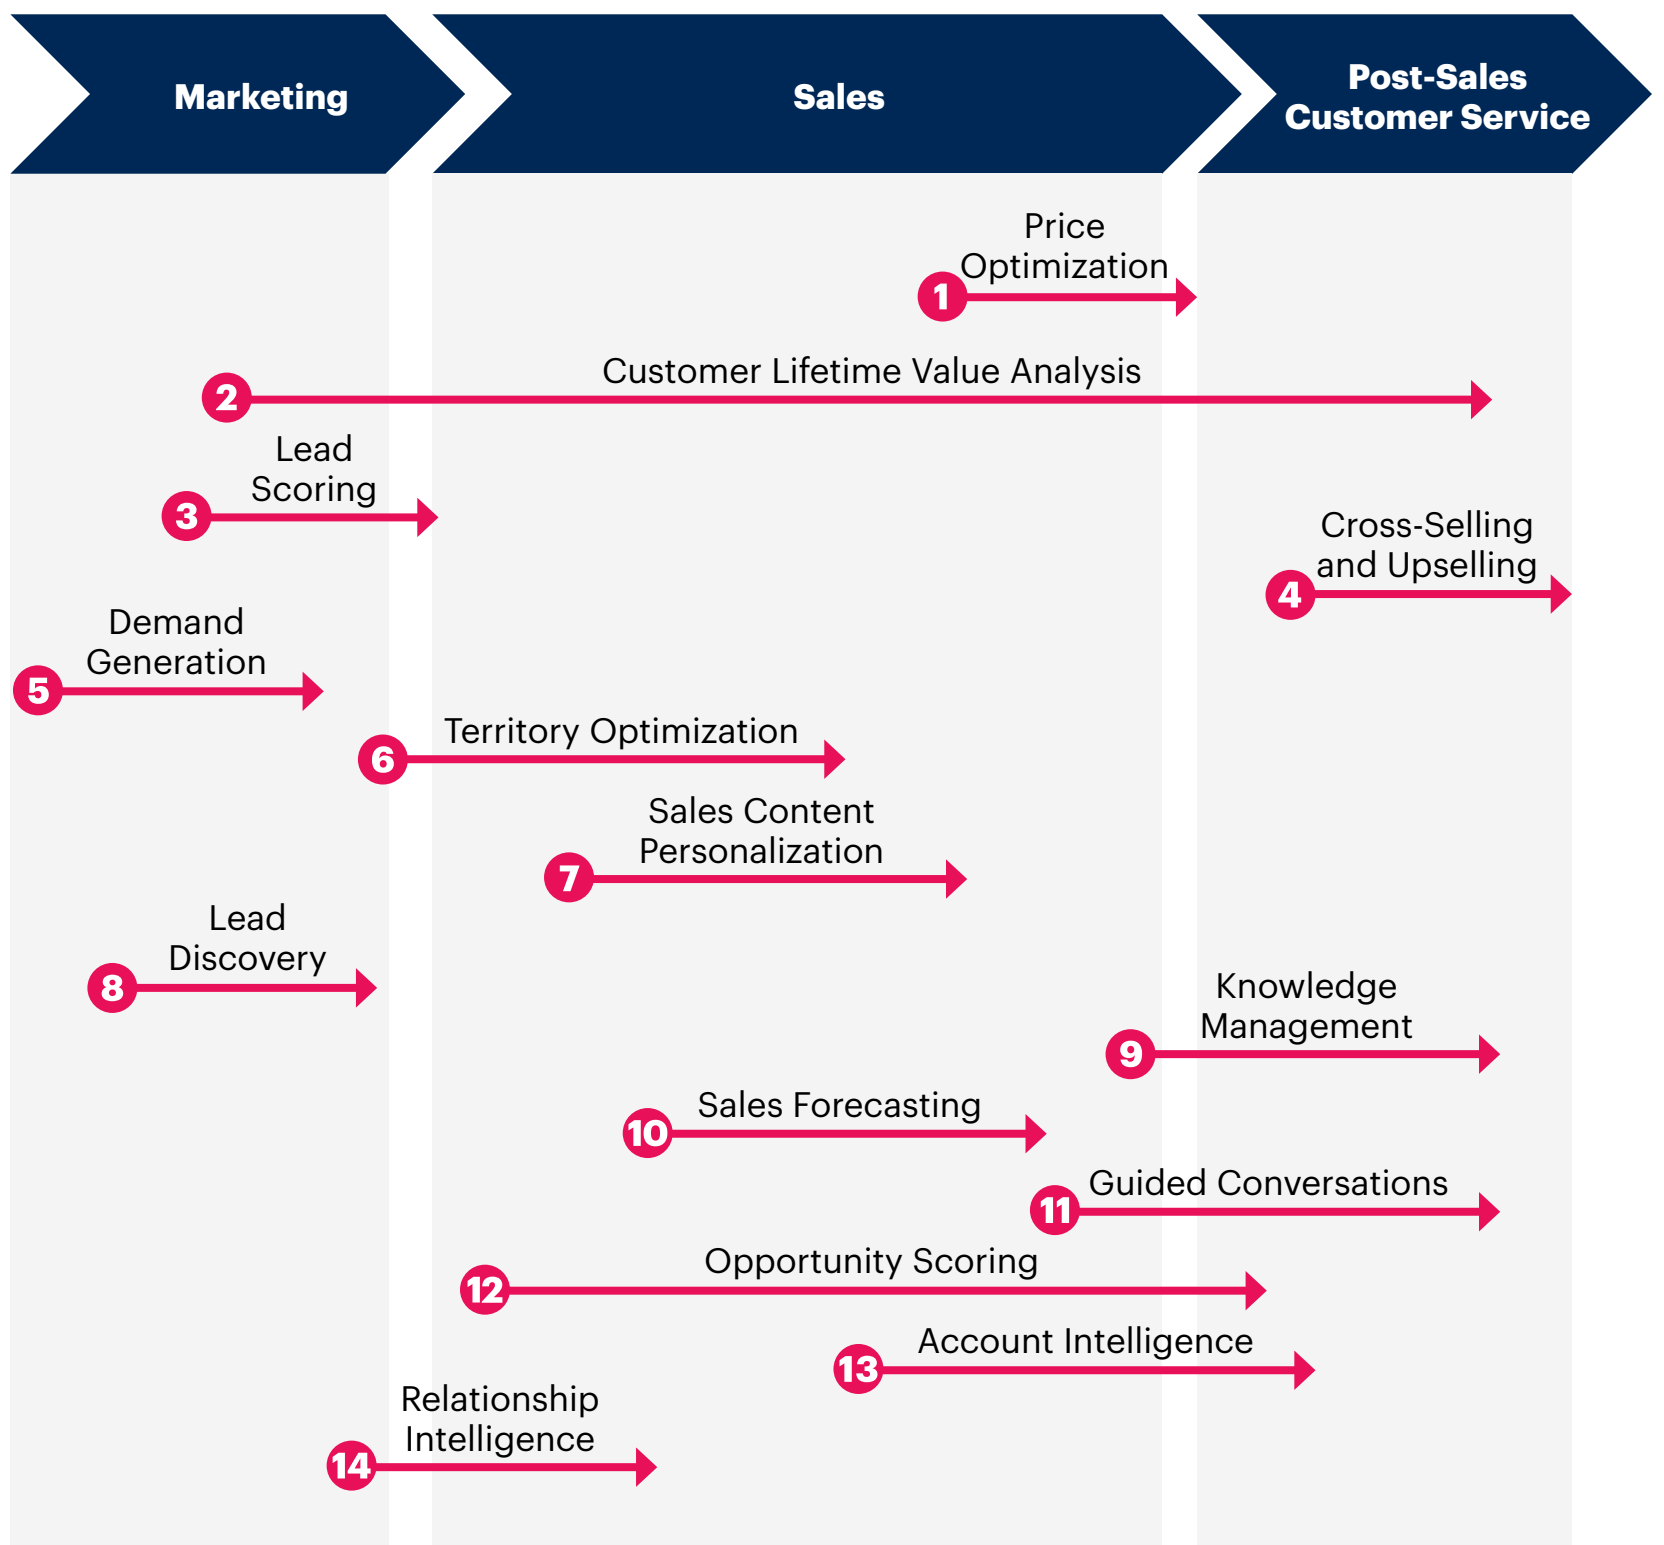 Marketing
Sales
Post-Sales
Customer Service
Price
Optimization
1
Customer Lifetime Value Analysis
2
Lead
Scoring
3
Cross-Selling
and Upselling
4
Demand
Generation
5
Territory Optimization
6
Sales Content
Personalization
7
Lead
Discovery
8
Knowledge
Management
9
Sales Forecasting
10
Guided Conversations
11
Opportunity Scoring
12
Account Intelligence
13
Relationship
Intelligence
14